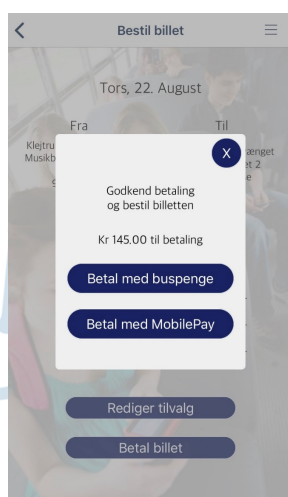 Bestil billet
Tors, 22. August
Fra Til
X
Godkend betaling
og bestil billetten
Kr 145,00 til betaling
Betal med buspenge
Betal med MobilePay
Rediger tilvalg
Betal billet